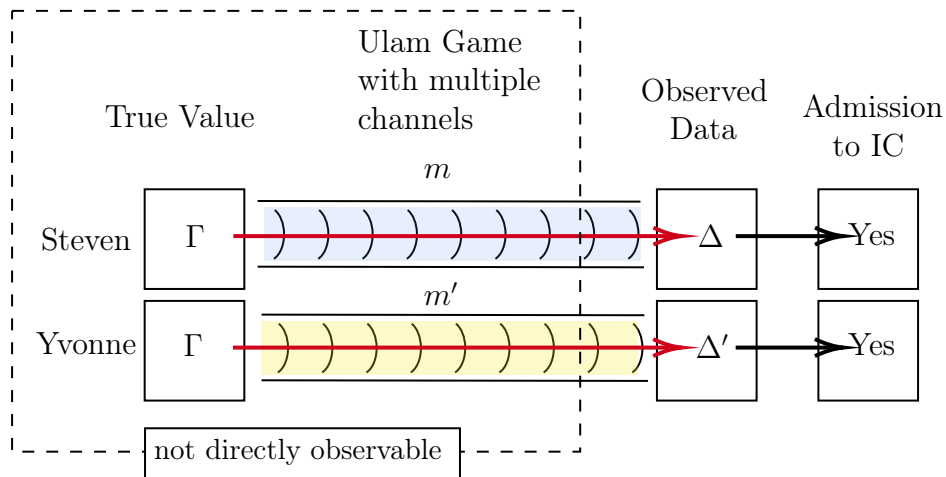 Ulam Game
with multiple
channels
True Value
Observed
Data
Admission
to IC
m
Steven
Γ
Δ
Yes
m′
Yvonne
Γ
Δ′
Yes
not directly observable